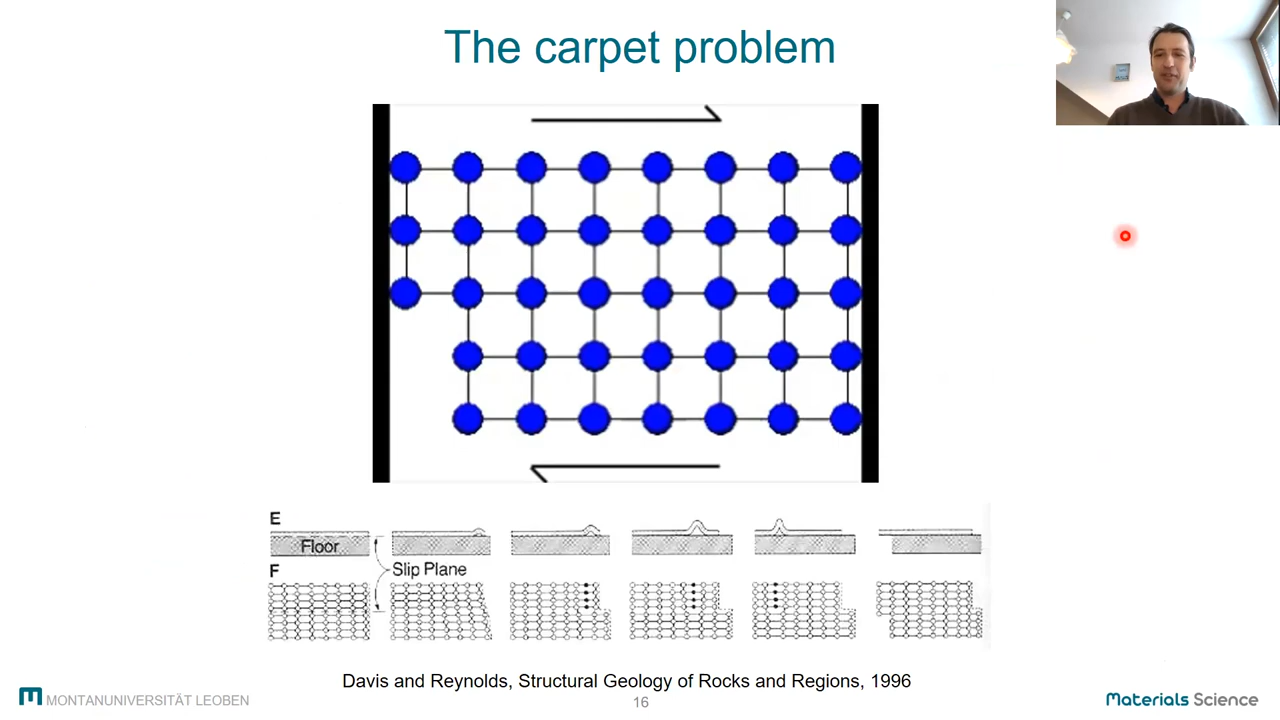 The carpet problem
E
Floor
Slip Plane
F
Davis and Reynolds, Structural Geology of Rocks and Regions, 1996
MONTANUNIVERSITÄT LEOBEN
16
Materials Science